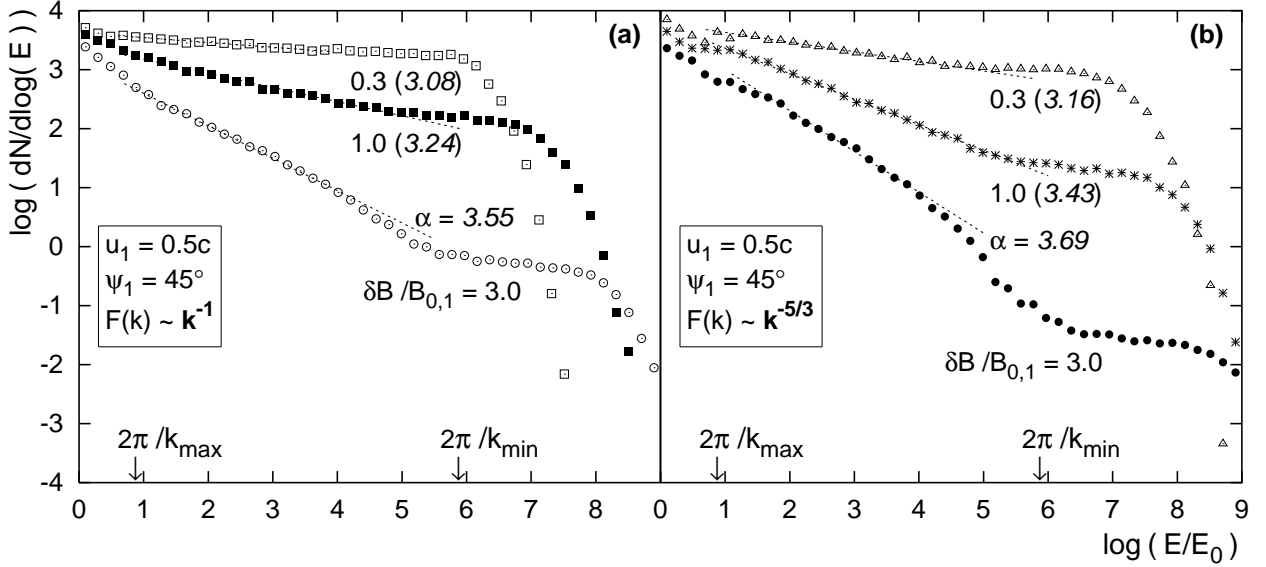 log ( dN/dlog( E ))
4
3
2
1
0
-1
-2
-3
-4
(a)
0.3 (3.08)
1.0 (3.24)
α = 3.55
δB /B0,1 = 3.0
u1 = 0.5c
ψ1 = 45°
F(k) ~ k-1
2π /kmax
2π /kmin
0 1 2 3 4 5 6 7 8
(b)
0.3 (3.16)
1.0 (3.43)
α = 3.69
δB /B0,1 = 3.0
u1 = 0.5c
ψ1 = 45°
F(k) ~ k-5/3
2π /kmax
2π /kmin
0 1 2 3 4 5 6 7 8 9
log ( E/E0 )